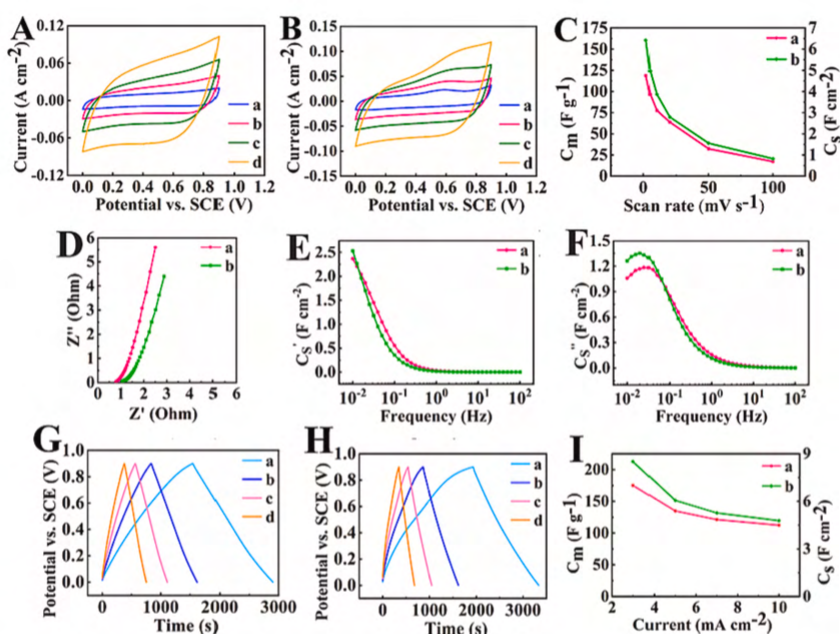 A
Current (A cm-2)
0.12
0.06
0.00
-0.06
-0.12
0.0 0.2 0.4 0.6 0.8 1.0 1.2
Potential vs. SCE (V)
a
b
c
d
B
Current (A cm-2)
0.15
0.10
0.05
0.00
-0.05
-0.10
-0.15
0.0 0.2 0.4 0.6 0.8 1.0 1.2
Potential vs. SCE (V)
a
b
c
d
C
Cm (F g-1)
175
150
125
100
75
50
25
0
0 50 100
Scan rate (mV s-1)
7
6
5
4
3
2
1
0
Cs (F cm-2)
a
b
D
Z'' (Ohm)
6
5
4
3
2
1
0
0 1 2 3 4 5 6
Z' (Ohm)
a
b
E
Cs' (F cm-2)
2.5
2.0
1.5
1.0
0.5
0.0
10-2 10-1 100 101 102
Frequency (Hz)
a
b
F
Cs'' (F cm-2)
1.5
1.2
0.9
0.6
0.3
0.0
10-2 10-1 100 101 102
Frequency (Hz)
a
b
G
Potential vs. SCE (V)
1.0
0.8
0.6
0.4
0.2
0.0
0 1000 2000 3000
Time (s)
a
b
c
d
H
Potential vs. SCE (V)
1.0
0.8
0.6
0.4
0.2
0.0
0 1000 2000 3000
Time (s)
a
b
c
d
I
Cm (F g-1)
200
150
100
50
0
2 4 6 8 10
Current (mA cm-2)
9
6
3
0
Cs (F cm-2)
a
b